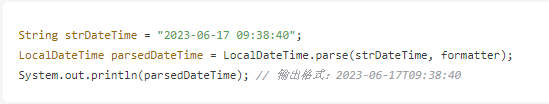 String strDateTime = "2023-06-17 09:38:40";
LocalDateTime parsedDateTime = LocalDateTime.parse(strDateTime, formatter);
System.out.println(parsedDateTime); // 输出格式：2023-06-17T09:38:40